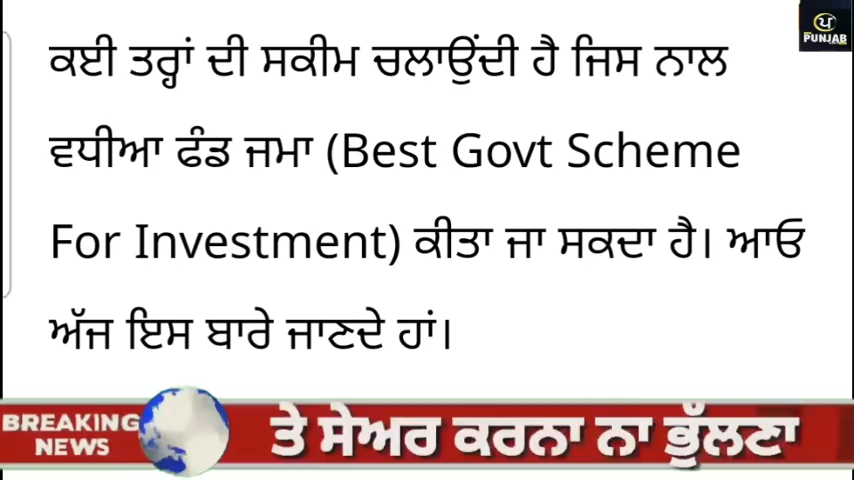 ਪ
PUNJAB
ਕਈ ਤਰ੍ਹਾਂ ਦੀ ਸਕੀਮ ਚਲਾਉਂਦੀ ਹੈ ਜਿਸ ਨਾਲ
ਵਧੀਆ ਫੰਡ ਜਮਾ (Best Govt Scheme
For Investment) ਕੀਤਾ ਜਾ ਸਕਦਾ ਹੈ। ਆਓ
ਅੱਜ ਇਸ ਬਾਰੇ ਜਾਣਦੇ ਹਾਂ।
BREAKING
NEWS
ਤੇ ਸੇਅਰ ਕਰਨਾ ਨਾ ਭੁੱਲਣਾ